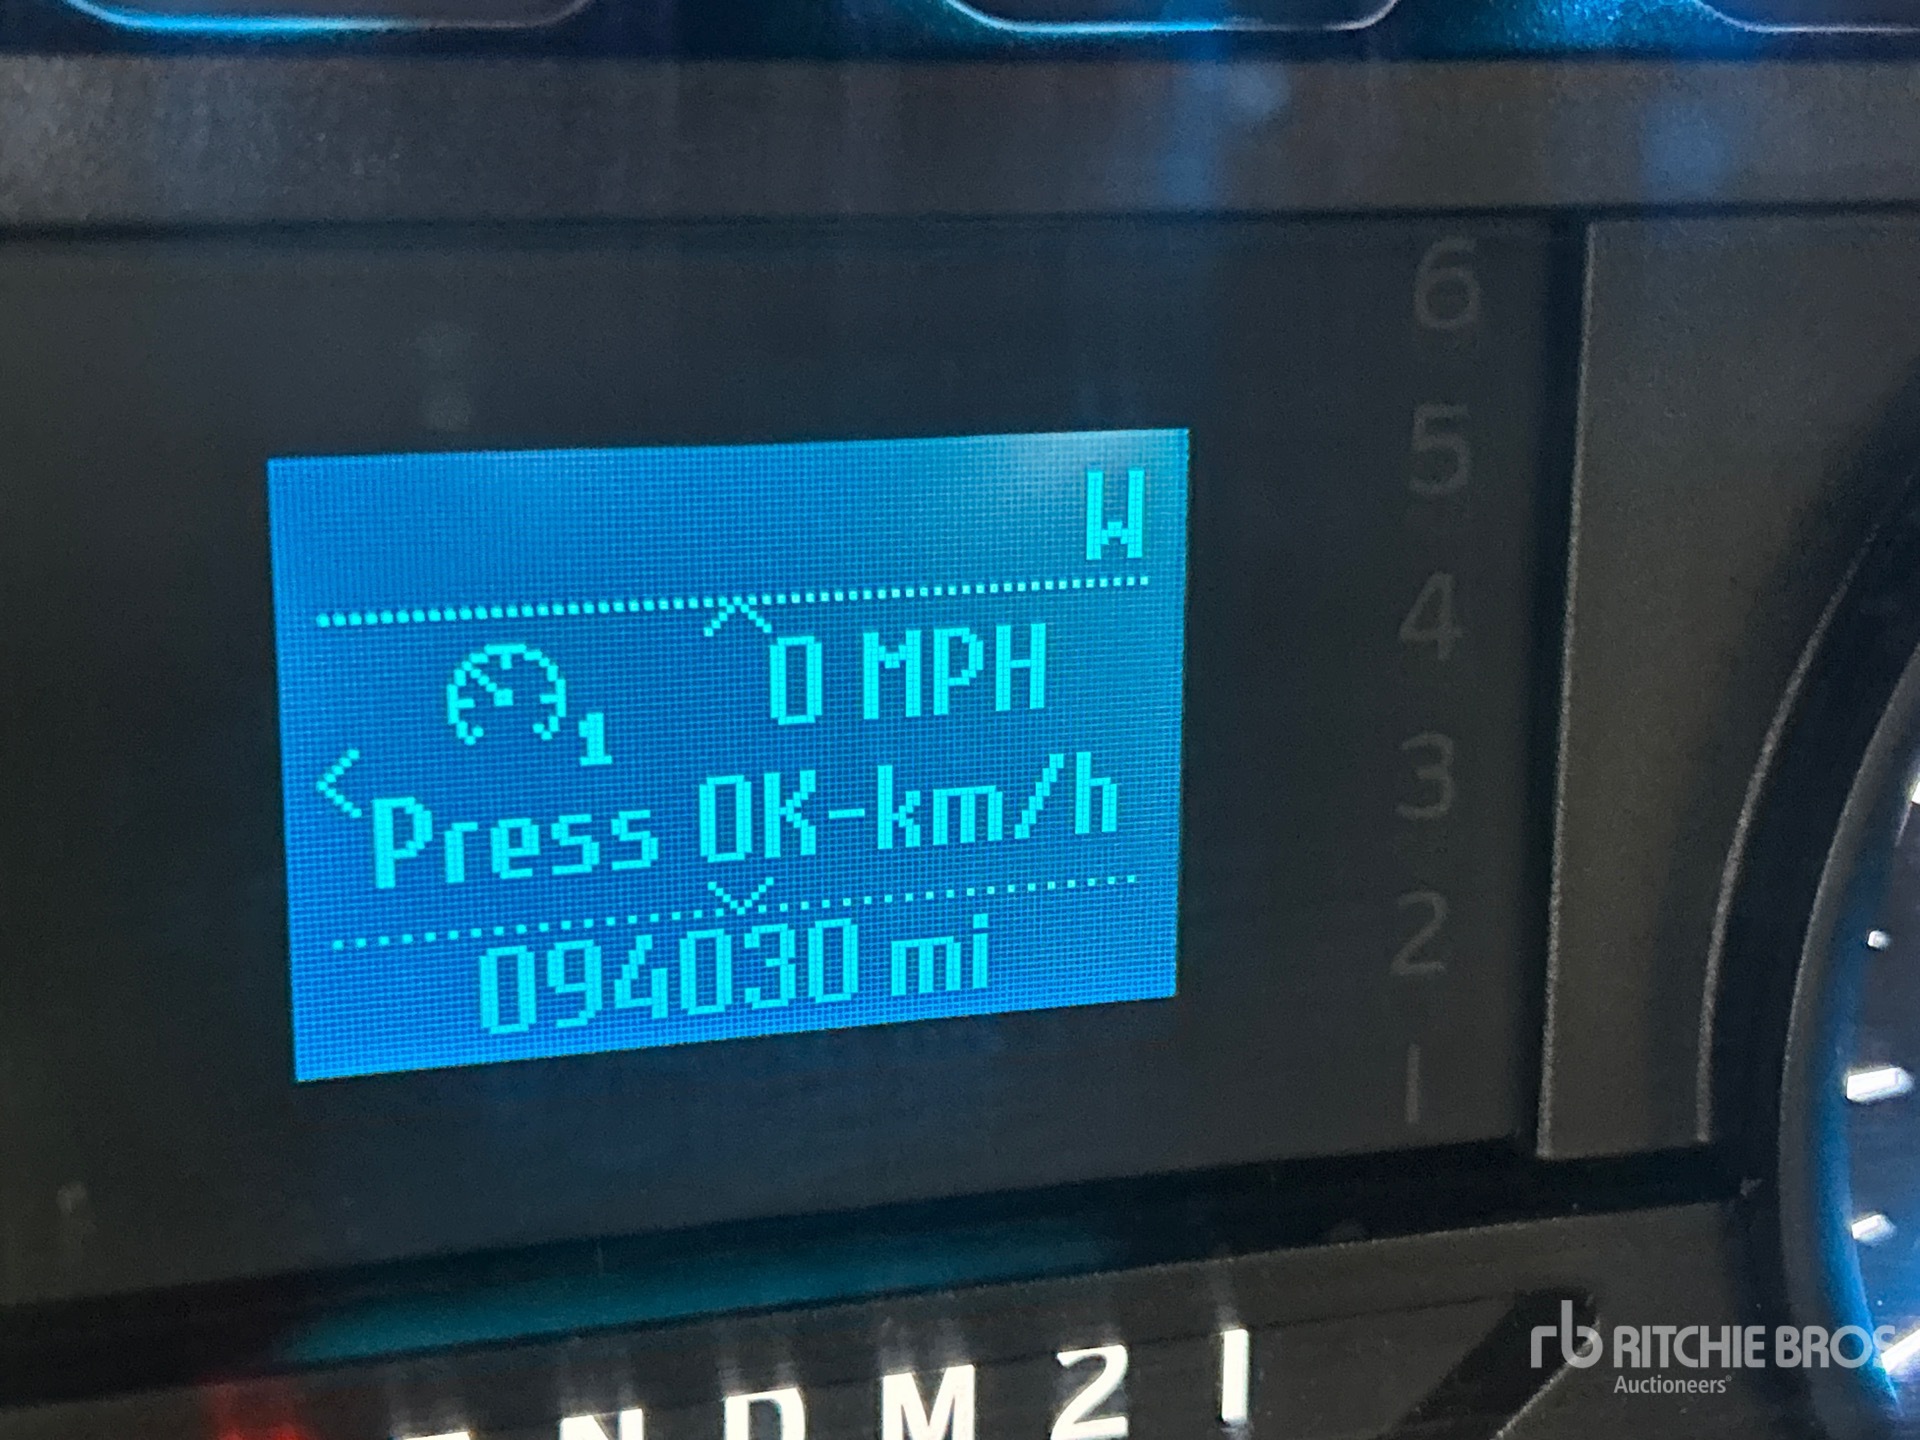 W
0 MPH
1
Press OK-km/h
094030 mi
6
5
4
3
2
1
N D M 2 1
rb RITCHIE BROS
Auctioneers